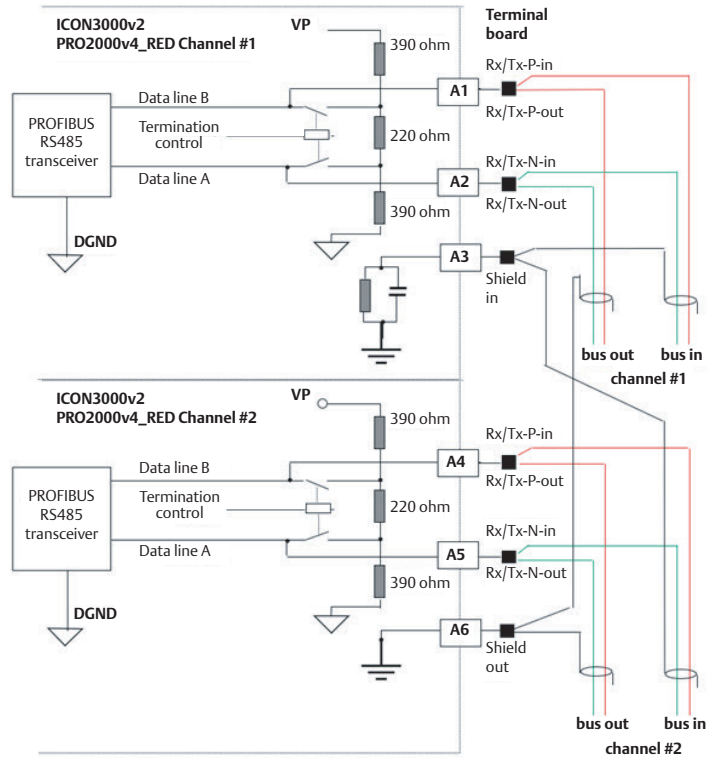 ICON3000v2
PRO2000v4_RED Channel #1
VP
390 ohm
Terminal
board
Rx/Tx-P-in
A1
Rx/Tx-P-out
Data line B
PROFIBUS
RS485
transceiver
Termination
control
220 ohm
Rx/Tx-N-in
Data line A
A2
Rx/Tx-N-out
390 ohm
DGND
A3
Shield
in
bus out
bus in
channel #1
ICON3000v2
PRO2000v4_RED Channel #2
VP
390 ohm
Rx/Tx-P-in
A4
Rx/Tx-P-out
Data line B
PROFIBUS
RS485
transceiver
Termination
control
220 ohm
Rx/Tx-N-in
Data line A
A5
Rx/Tx-N-out
390 ohm
DGND
A6
Shield
out
bus out
bus in
channel #2